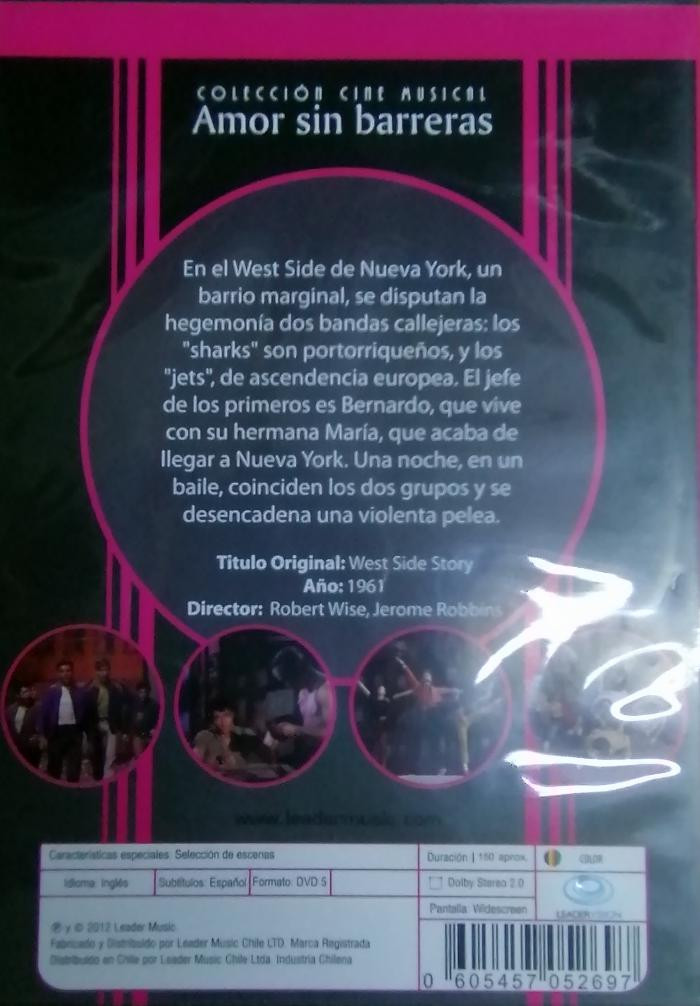 COLECCIÓN CINE MUSICAL
Amor sin barreras
En el West Side de Nueva York, un
barrio marginal, se disputan la
hegemonía dos bandas callejeras: los
"sharks" son portorriqueños, y los
"jets", de ascendencia europea. El jefe
de los primeros es Bernardo, que vive
con su hermana María, que acaba de
llegar a Nueva York. Una noche, en un
baile, coinciden los dos grupos y se
desencadena una violenta pelea.
Titulo Original: West Side Story
Año: 1961
Director: Robert Wise, Jerome Robbins
www.leadermusic.com
Características especiales: Selección de escenas
Duración | 150 aprox.
COLOR
Idioma: Inglés
Subtítulos: Español
Formato: DVD 5
Dolby Stereo 2.0
Pantalla: Widescreen
LEADERVISION
℗ y © 2012 Leader Music.
Fabricado y Distribuido por Leader Music Chile LTD. Marca Registrada
Distribuido en Chile por Leader Music Chile Ltda. Industria Chilena
0 605457 052697